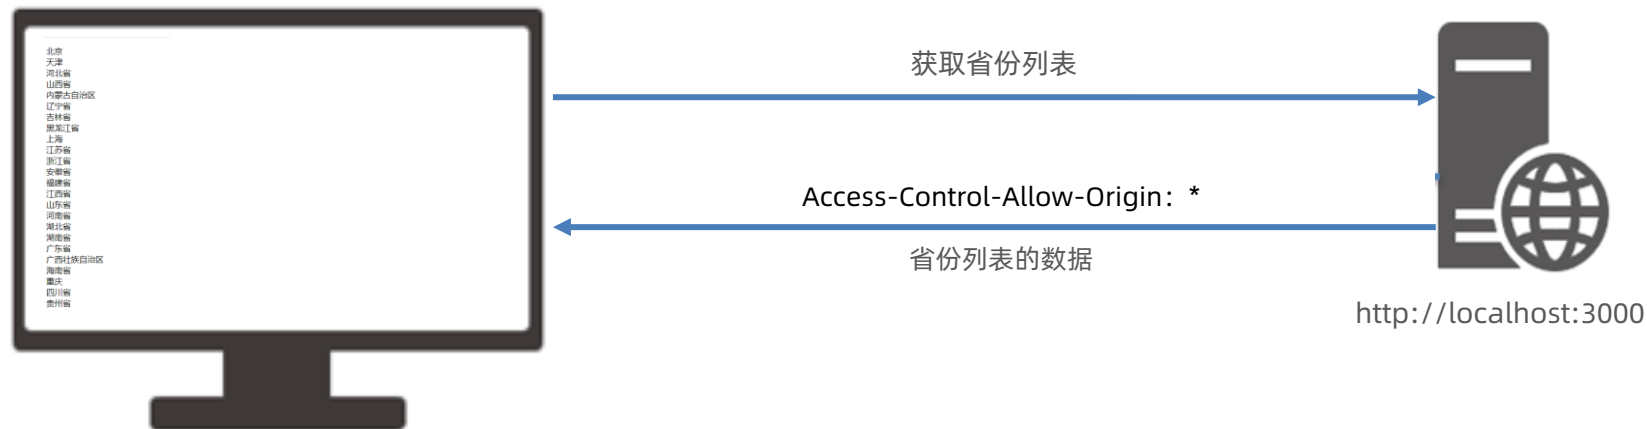 北京
天津
河北省
山西省
内蒙古自治区
辽宁省
吉林省
黑龙江省
上海
江苏省
浙江省
安徽省
福建省
江西省
山东省
河南省
湖北省
湖南省
广东省
广西壮族自治区
海南省
重庆
四川省
贵州省
获取省份列表
Access-Control-Allow-Origin：*
省份列表的数据
http://localhost:3000